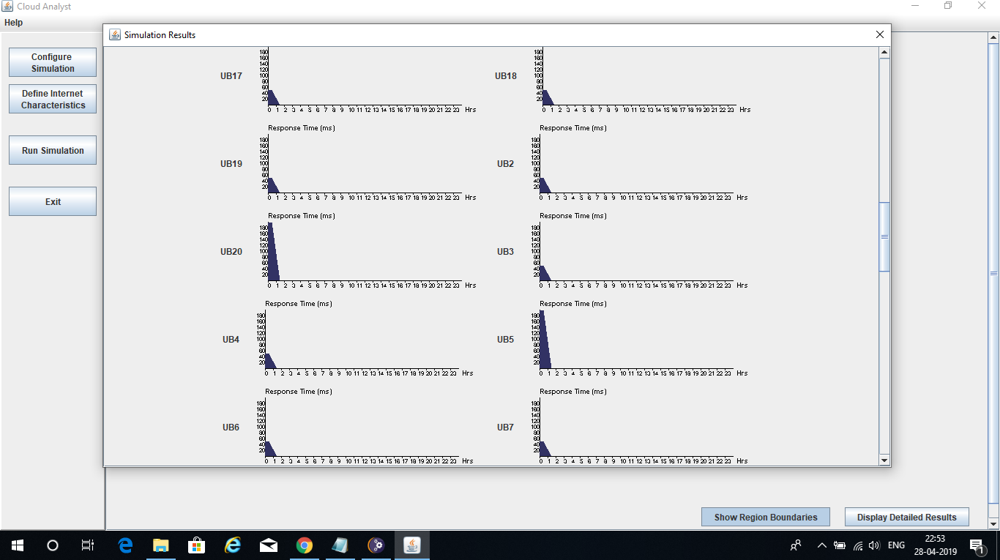 Cloud Analyst
Help
Configure
Simulation
Define Internet
Characteristics
Run Simulation
Exit
Simulation Results
UB17
180
160
140
120
100
80
60
40
20
0 1 2 3 4 5 6 7 8 9 10 11 12 13 14 15 16 17 18 19 20 21 22 23 Hrs
UB18
180
160
140
120
100
80
60
40
20
0 1 2 3 4 5 6 7 8 9 10 11 12 13 14 15 16 17 18 19 20 21 22 23 Hrs
Response Time (ms)
UB19
180
160
140
120
100
80
60
40
20
0 1 2 3 4 5 6 7 8 9 10 11 12 13 14 15 16 17 18 19 20 21 22 23 Hrs
Response Time (ms)
UB2
180
160
140
120
100
80
60
40
20
0 1 2 3 4 5 6 7 8 9 10 11 12 13 14 15 16 17 18 19 20 21 22 23 Hrs
Response Time (ms)
UB20
180
160
140
120
100
80
60
40
20
0 1 2 3 4 5 6 7 8 9 10 11 12 13 14 15 16 17 18 19 20 21 22 23 Hrs
Response Time (ms)
UB3
180
160
140
120
100
80
60
40
20
0 1 2 3 4 5 6 7 8 9 10 11 12 13 14 15 16 17 18 19 20 21 22 23 Hrs
Response Time (ms)
UB4
180
160
140
120
100
80
60
40
20
0 1 2 3 4 5 6 7 8 9 10 11 12 13 14 15 16 17 18 19 20 21 22 23 Hrs
Response Time (ms)
UB5
180
160
140
120
100
80
60
40
20
0 1 2 3 4 5 6 7 8 9 10 11 12 13 14 15 16 17 18 19 20 21 22 23 Hrs
Response Time (ms)
UB6
180
160
140
120
100
80
60
40
20
0 1 2 3 4 5 6 7 8 9 10 11 12 13 14 15 16 17 18 19 20 21 22 23 Hrs
Response Time (ms)
UB7
180
160
140
120
100
80
60
40
20
0 1 2 3 4 5 6 7 8 9 10 11 12 13 14 15 16 17 18 19 20 21 22 23 Hrs
Show Region Boundaries
Display Detailed Results
ENG
22:53
28-04-2019
1